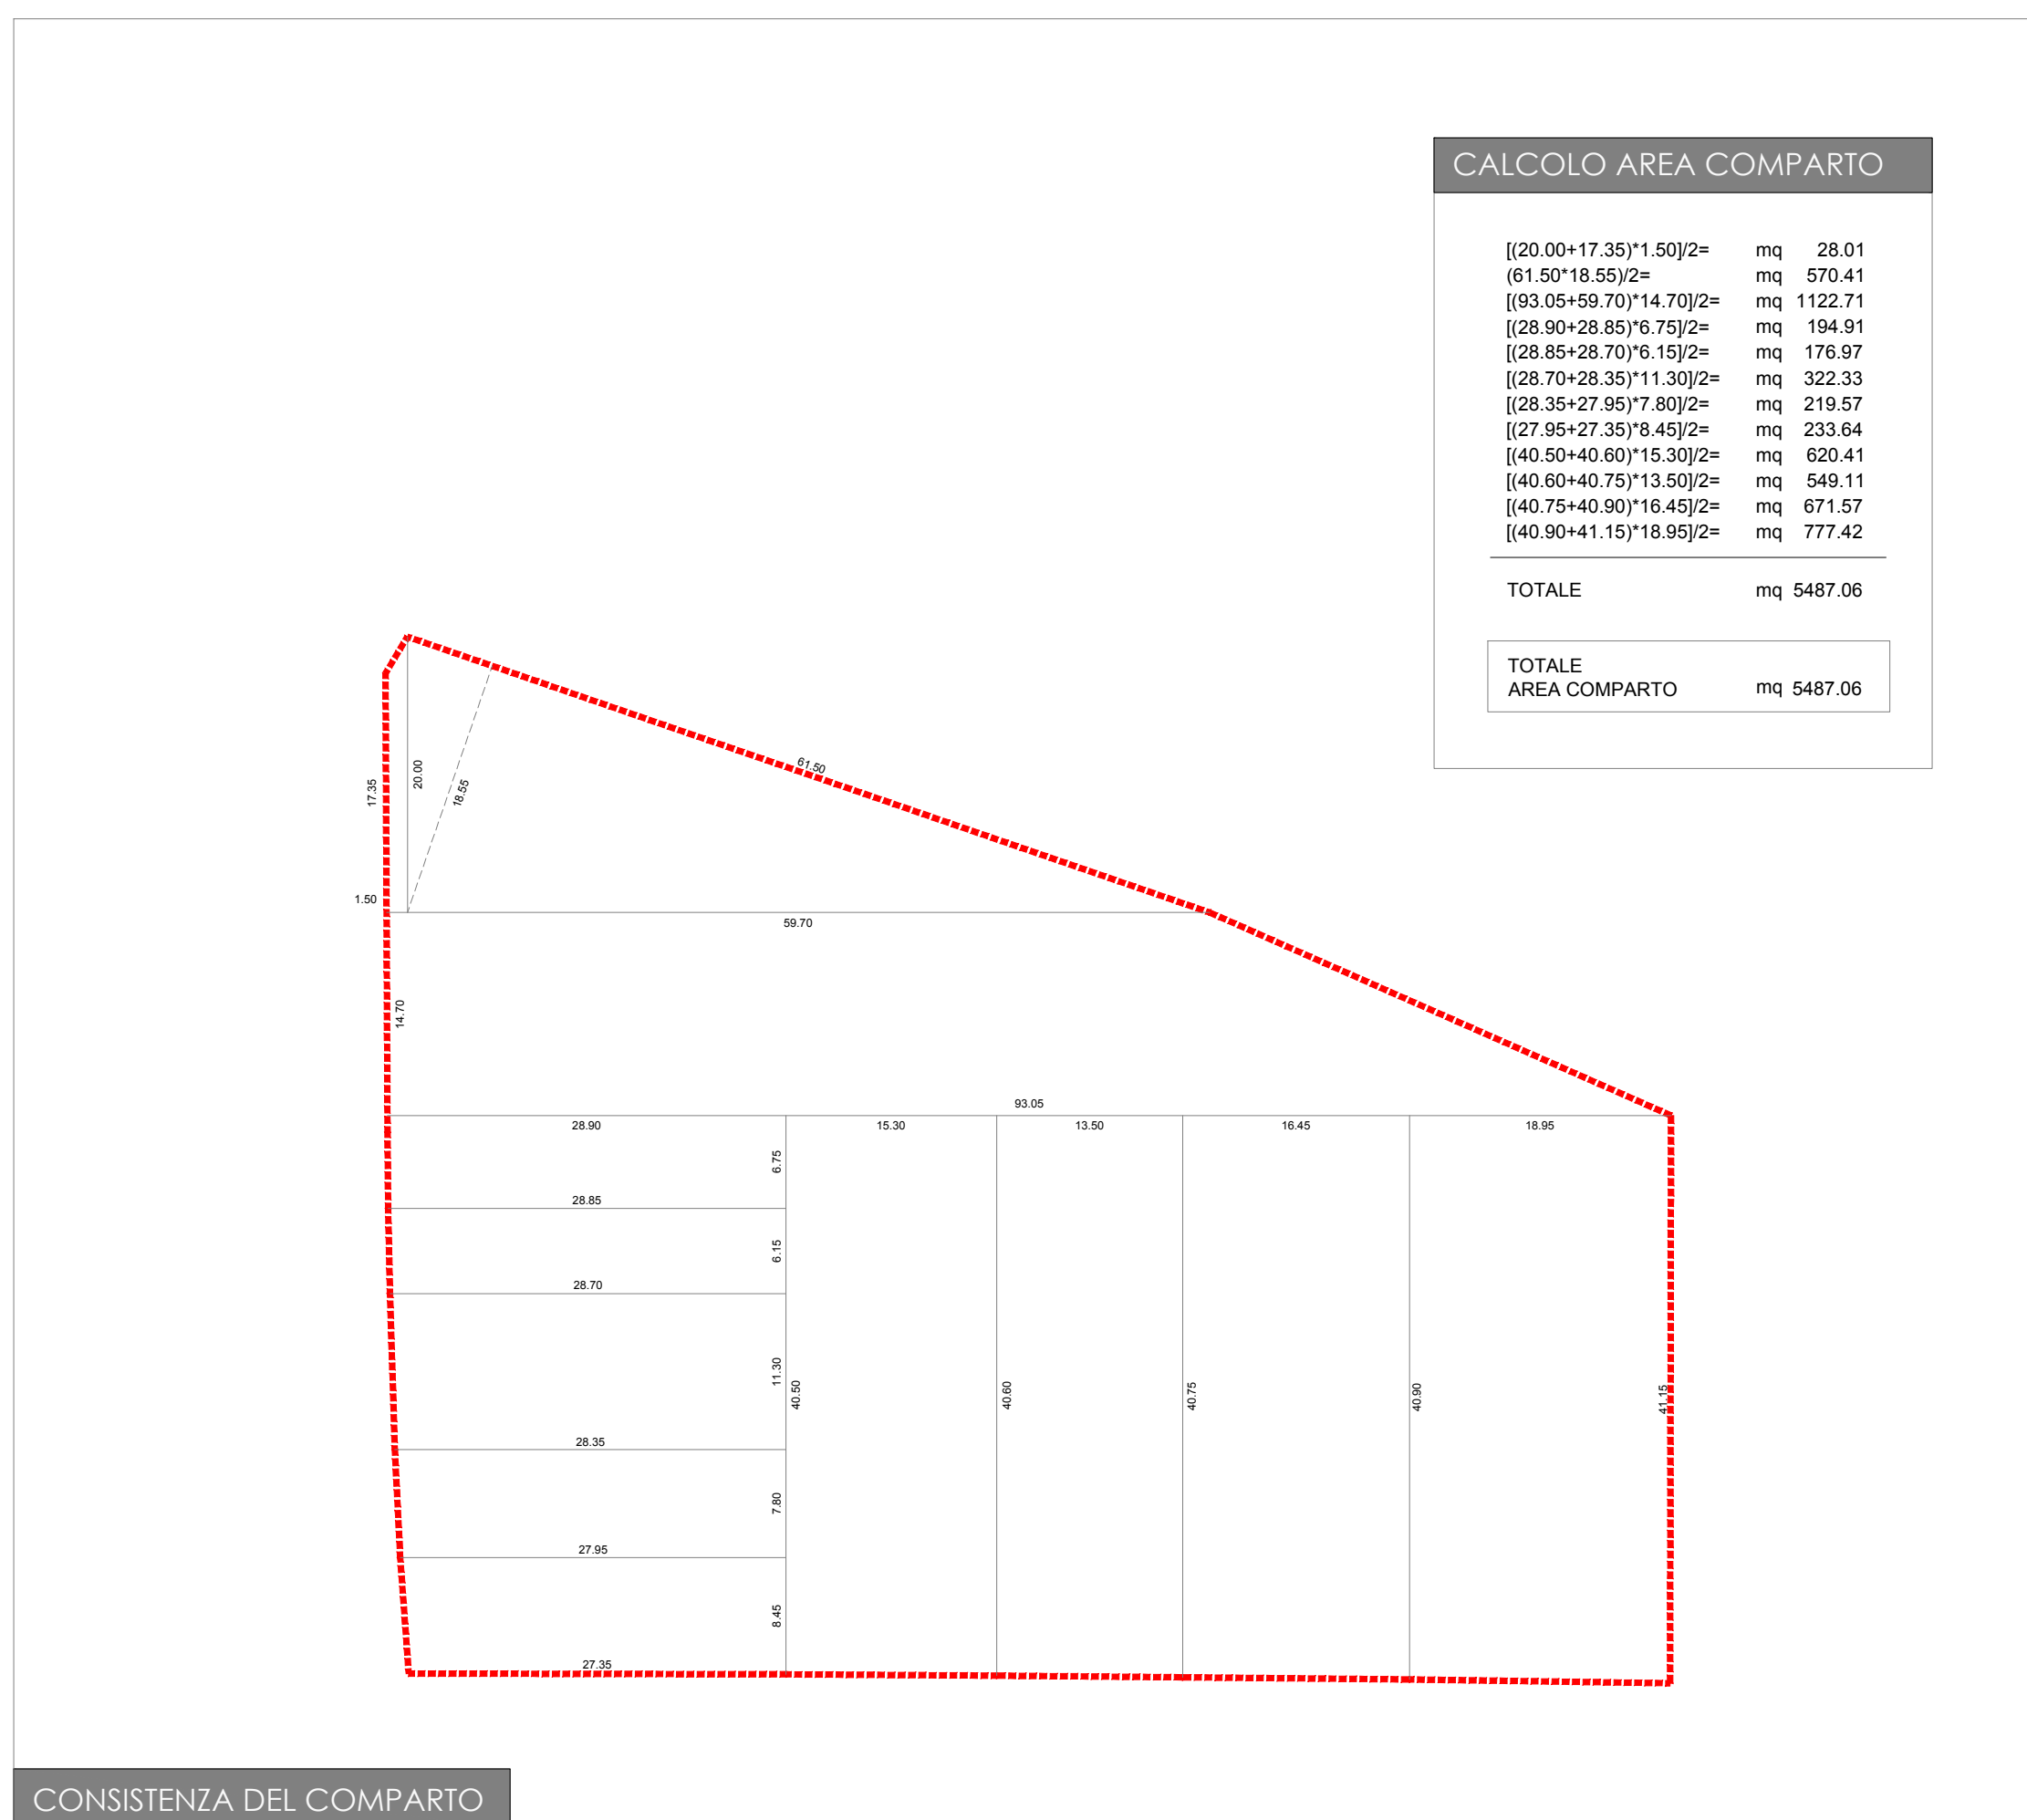 CALCOLO AREA COMPARTO
[(20.00+17.35)*1.50]/2= mq 28.01
(61.50*18.55)/2= mq 570.41
[(93.05+59.70)*14.70]/2= mq 1122.71
[(28.90+28.85)*6.75]/2= mq 194.91
[(28.85+28.70)*6.15]/2= mq 176.97
[(28.70+28.35)*11.30]/2= mq 322.33
[(28.35+27.95)*7.80]/2= mq 219.57
[(27.95+27.35)*8.45]/2= mq 233.64
[(40.50+40.60)*15.30]/2= mq 620.41
[(40.60+40.75)*13.50]/2= mq 549.11
[(40.75+40.90)*16.45]/2= mq 671.57
[(40.90+41.15)*18.95]/2= mq 777.42
TOTALE mq 5487.06
TOTALE
AREA COMPARTO mq 5487.06
61.50
20.00
17.35
18.55
1.50
59.70
14.70
93.05
28.90
15.30
13.50
16.45
18.95
6.75
28.85
6.15
28.70
11.30
40.50
40.60
40.75
40.90
41.15
28.35
7.80
27.95
8.45
27.35
CONSISTENZA DEL COMPARTO